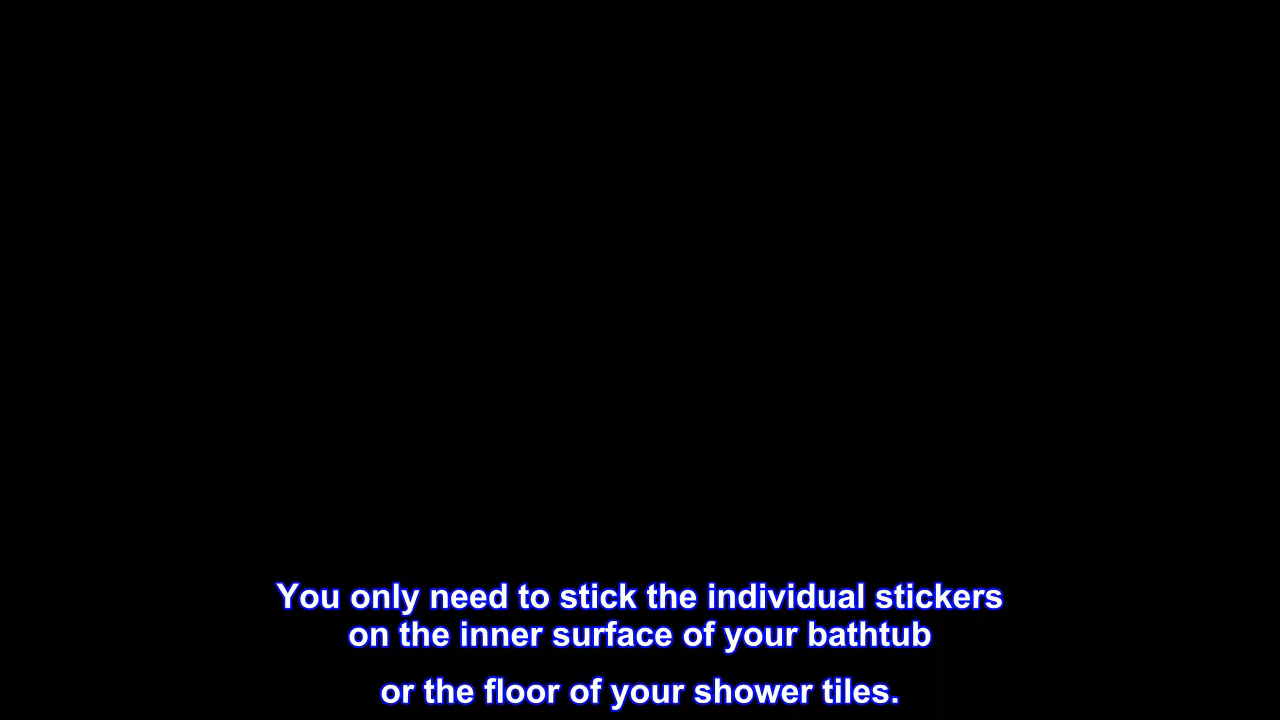 You only need to stick the individual stickers
on the inner surface of your bathtub
or the floor of your shower tiles.